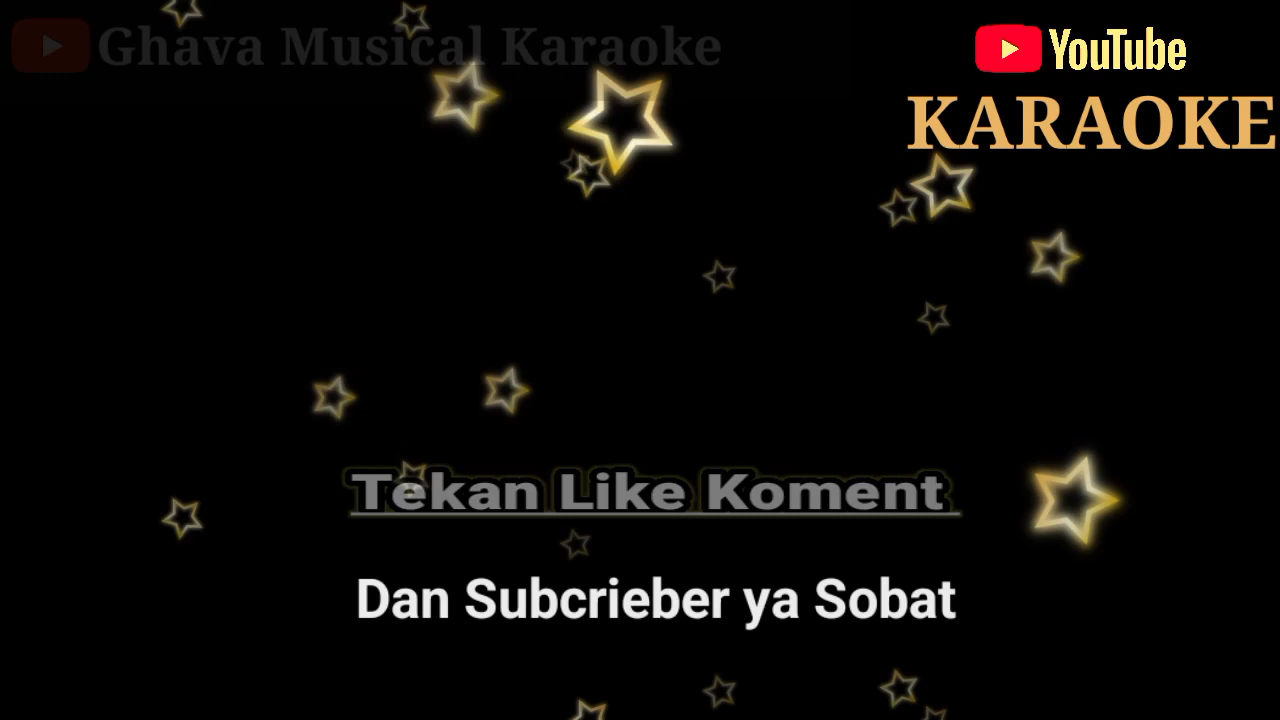 Ghava Musical Karaoke
YouTube
KARAOKE
Tekan Like Koment
Dan Subcrieber ya Sobat